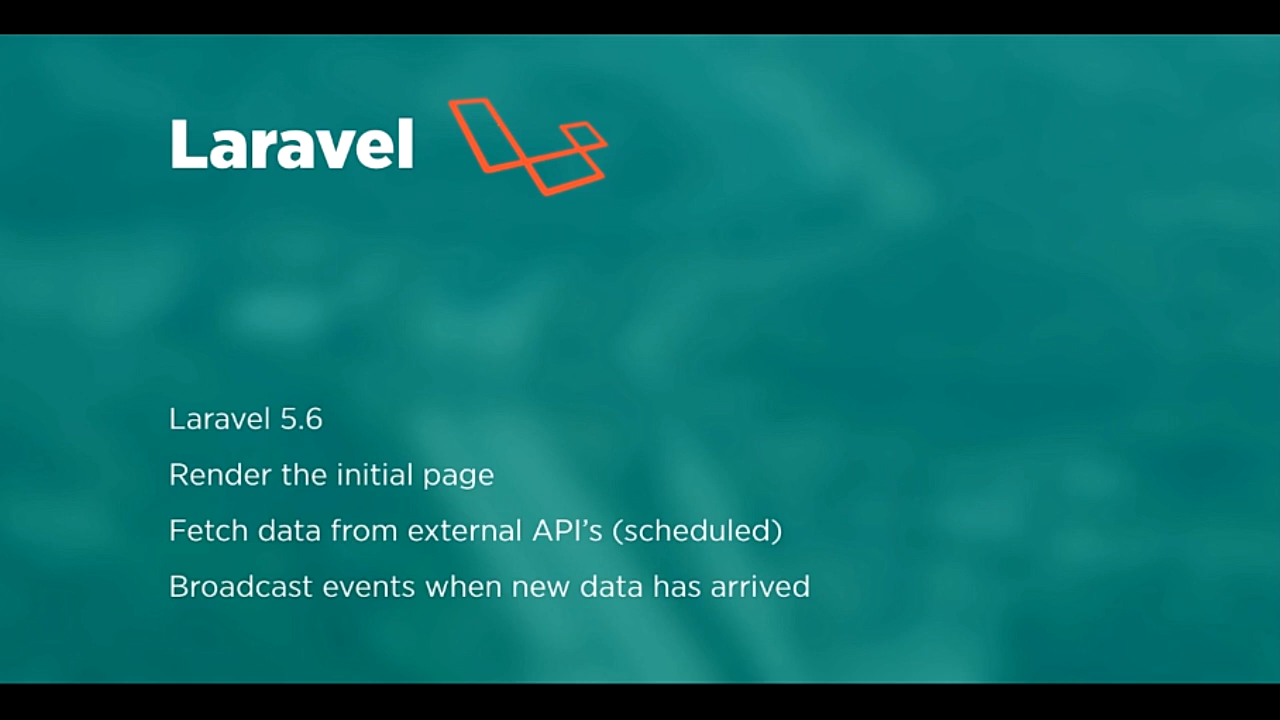 Laravel
Laravel 5.6
Render the initial page
Fetch data from external API’s (scheduled)
Broadcast events when new data has arrived